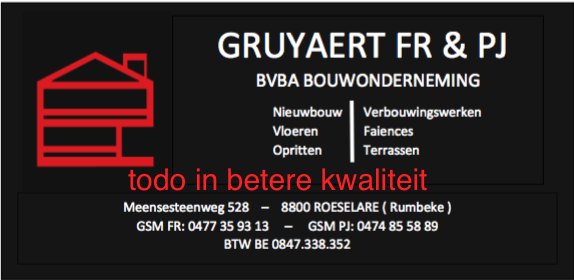 GRUYAERT FR & PJ
BVBA BOUWONDERNEMING
Nieuwbouw Verbouwingswerken
Vloeren Faiences
Opritten Terrassen
todo in betere kwaliteit
Meensesteenweg 528 – 8800 ROESELARE ( Rumbeke )
GSM FR: 0477 35 93 13 – GSM PJ: 0474 85 58 89
BTW BE 0847.338.352